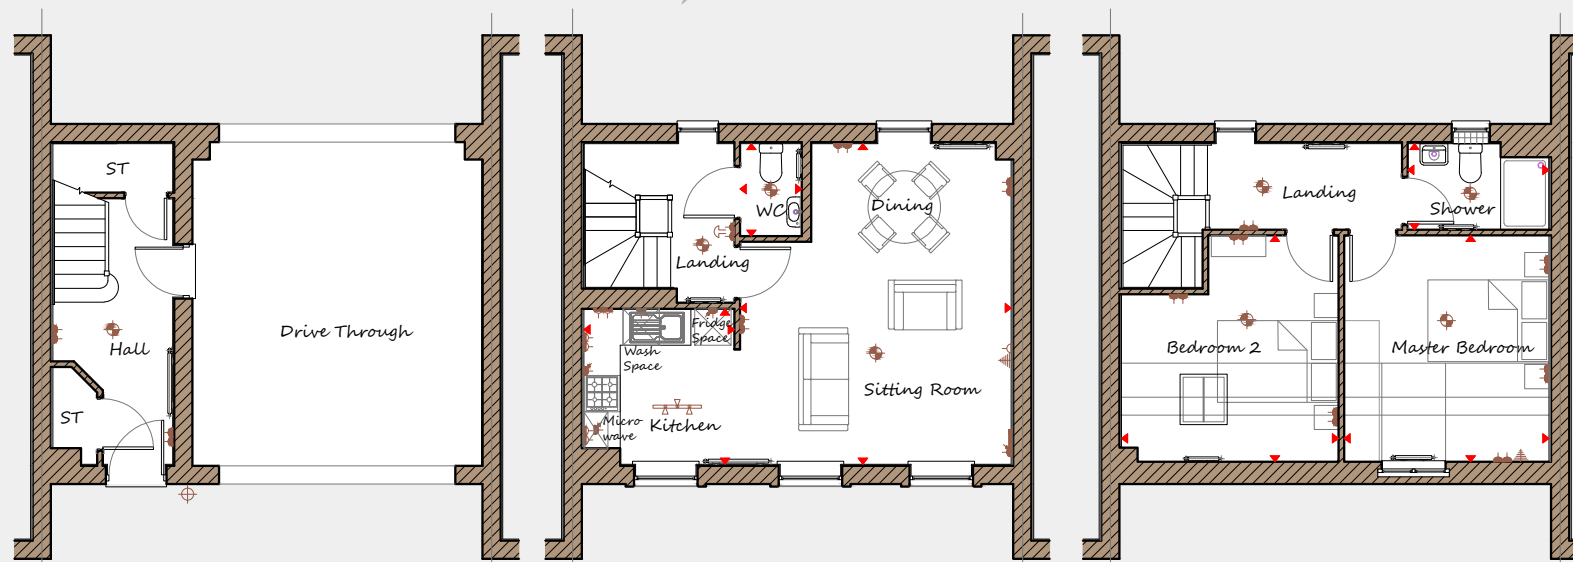 ST
Hall
ST
Drive Through
WC
Dining
Landing
Fridge
Space
Wash
Space
Sitting Room
Micro
wave
Kitchen
Landing
Shower
Bedroom 2
Master Bedroom